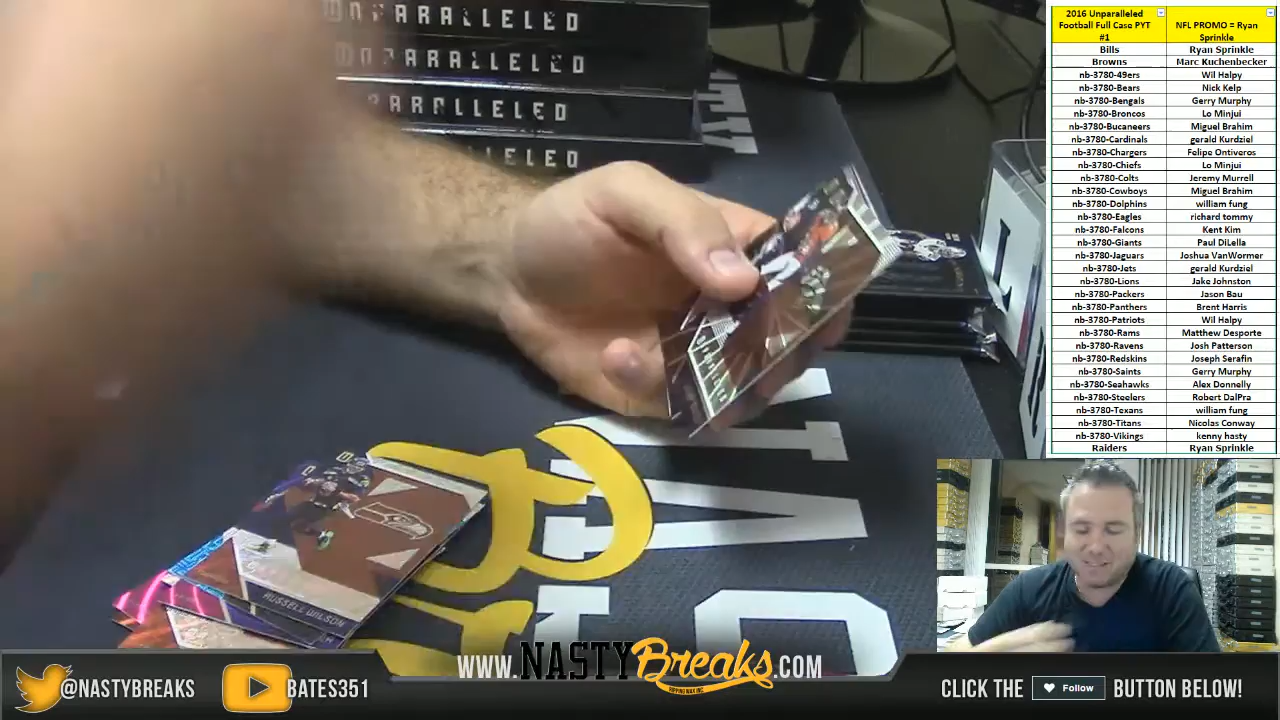 UNPARALLELED
UNPARALLELED
PARALLELED
RUSSELL WILSON
2016 Unparalleled Football Full Case PYT #1 NFL PROMO = Ryan Sprinkle
Bills Ryan Sprinkle
Browns Marc Kuchenbecker
nb-3780-49ers Wil Halpy
nb-3780-Bears Nick Kelp
nb-3780-Bengals Gerry Murphy
nb-3780-Broncos Lo Minjui
nb-3780-Bucaneers Miguel Brahim
nb-3780-Cardinals gerald Kurdziel
nb-3780-Chargers Felipe Ontiveros
nb-3780-Chiefs Lo Minjui
nb-3780-Colts Jeremy Murrell
nb-3780-Cowboys Miguel Brahim
nb-3780-Dolphins william fung
nb-3780-Eagles richard tommy
nb-3780-Falcons Kent Kim
nb-3780-Giants Paul DiLella
nb-3780-Jaguars Joshua VanWormer
nb-3780-Jets gerald Kurdziel
nb-3780-Lions Jake Johnston
nb-3780-Packers Jason Bau
nb-3780-Panthers Brent Harris
nb-3780-Patriots Wil Halpy
nb-3780-Rams Matthew Desporte
nb-3780-Ravens Josh Patterson
nb-3780-Redskins Joseph Serafin
nb-3780-Saints Gerry Murphy
nb-3780-Seahawks Alex Donnelly
nb-3780-Steelers Robert DalPra
nb-3780-Texans william fung
nb-3780-Titans Nicolas Conway
nb-3780-Vikings kenny hasty
Raiders Ryan Sprinkle
@NASTYBREAKS
BATES351
WWW.NASTYBreaks.COM
RIPPING WAX INC
CLICK THE Follow BUTTON BELOW!